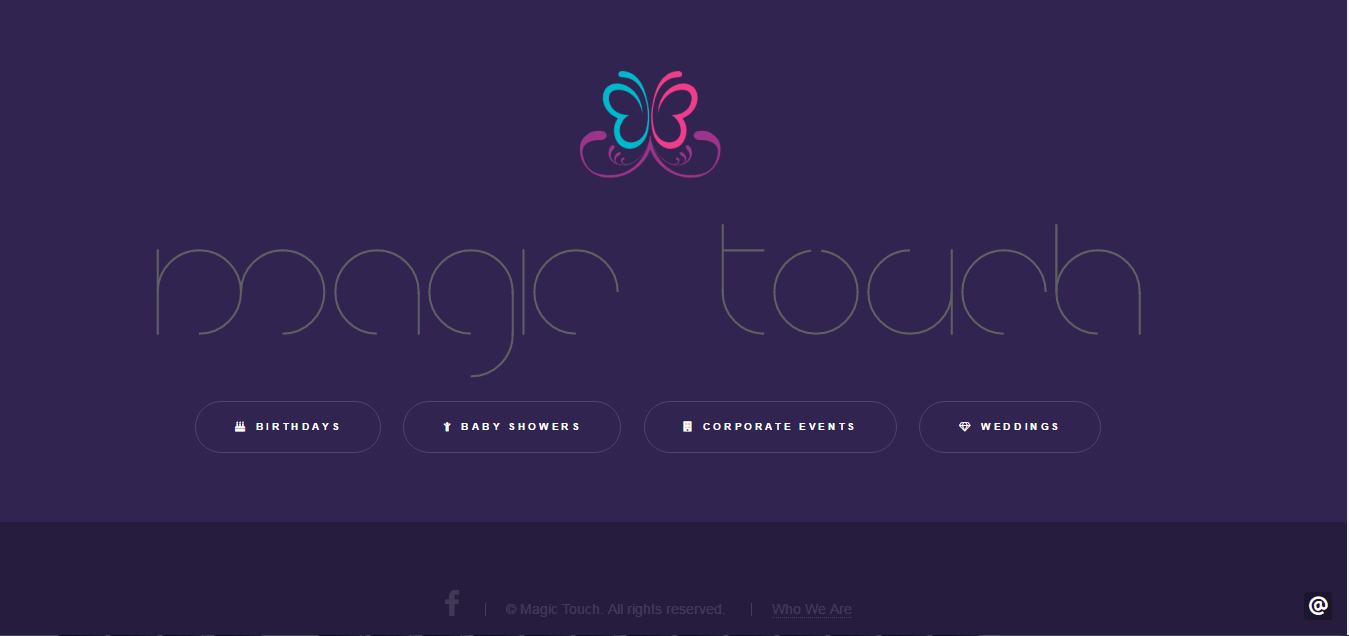 magic touch
BIRTHDAYS BABY SHOWERS CORPORATE EVENTS WEDDINGS
© Magic Touch. All rights reserved. Who We Are
@